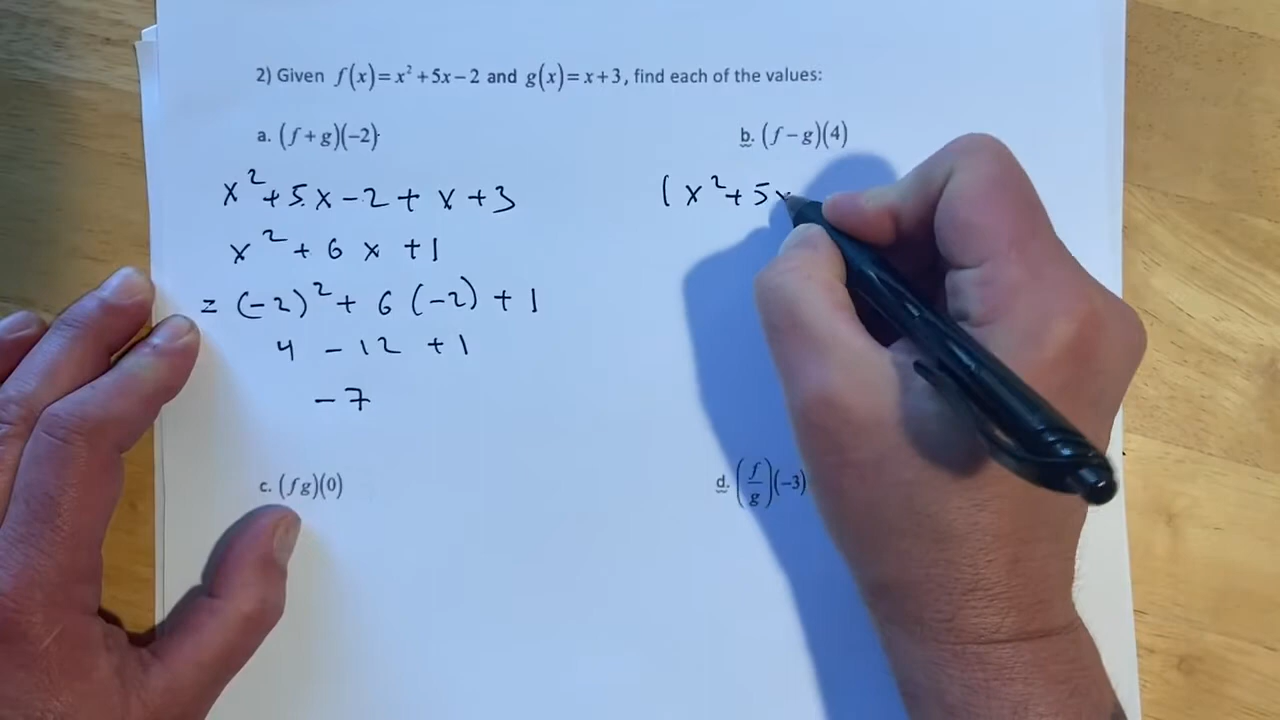 2) Given f(x)=x²+5x−2 and g(x)=x+3, find each of the values:
a. (f+g)(−2)
b. (f−g)(4)
x²+5x−2+x+3
(x²+5x
x²+6x+1
=(-2)²+6(-2)+1
4 −12 +1
−7
c. (fg)(0)
d. (f/g)(−3)